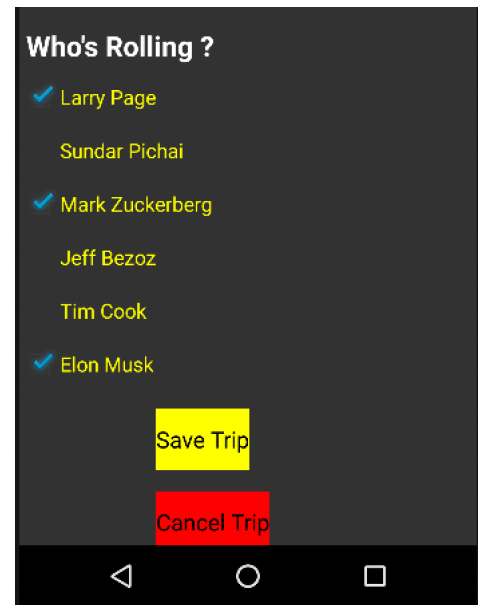 Who's Rolling ?
Larry Page
Sundar Pichai
Mark Zuckerberg
Jeff Bezoz
Tim Cook
Elon Musk
Save Trip
Cancel Trip